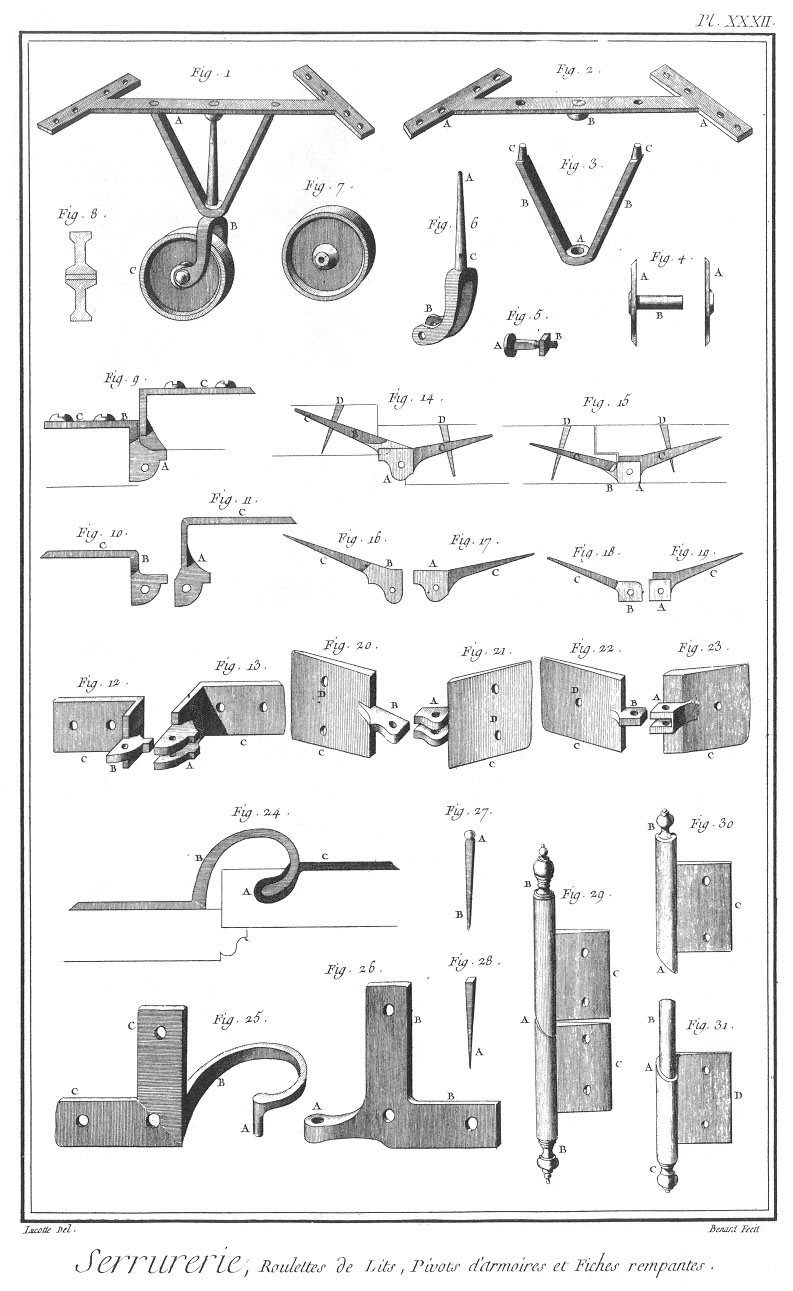 Pl. XXXII.
Fig. 1
Fig. 2.
A
A
B
A
C
C
Fig. 3.
Fig. 7.
A
Fig. 8.
B
Fig. 6
B
B
A
C
C
Fig. 4.
A
A
B
B
Fig. 5.
A
B
Fig. 9.
C
C
B
A
Fig. 14.
D
D
C
B
C
A
Fig. 15
D
D
C
C
B
A
Fig. 10.
C
B
Fig. 11.
C
A
Fig. 16
C
B
Fig. 17.
A
C
Fig. 18
C
B
Fig. 19.
A
C
Fig. 12.
C
B
Fig. 13.
C
A
Fig. 20.
D
B
C
Fig. 21.
A
D
C
Fig. 22.
D
B
C
Fig. 23.
A
C
Fig. 24.
B
A
C
Fig. 27.
A
B
Fig. 30
B
C
A
Fig. 29.
B
C
A
C
B
Fig. 28.
A
Fig. 25.
C
C
B
A
Fig. 26.
B
B
A
Fig. 31.
B
A
D
C
Lucotte Del.
Benard Fecit
Serrurerie, Roulettes de Lits, Pivots d'armoires et Fiches rempantes.